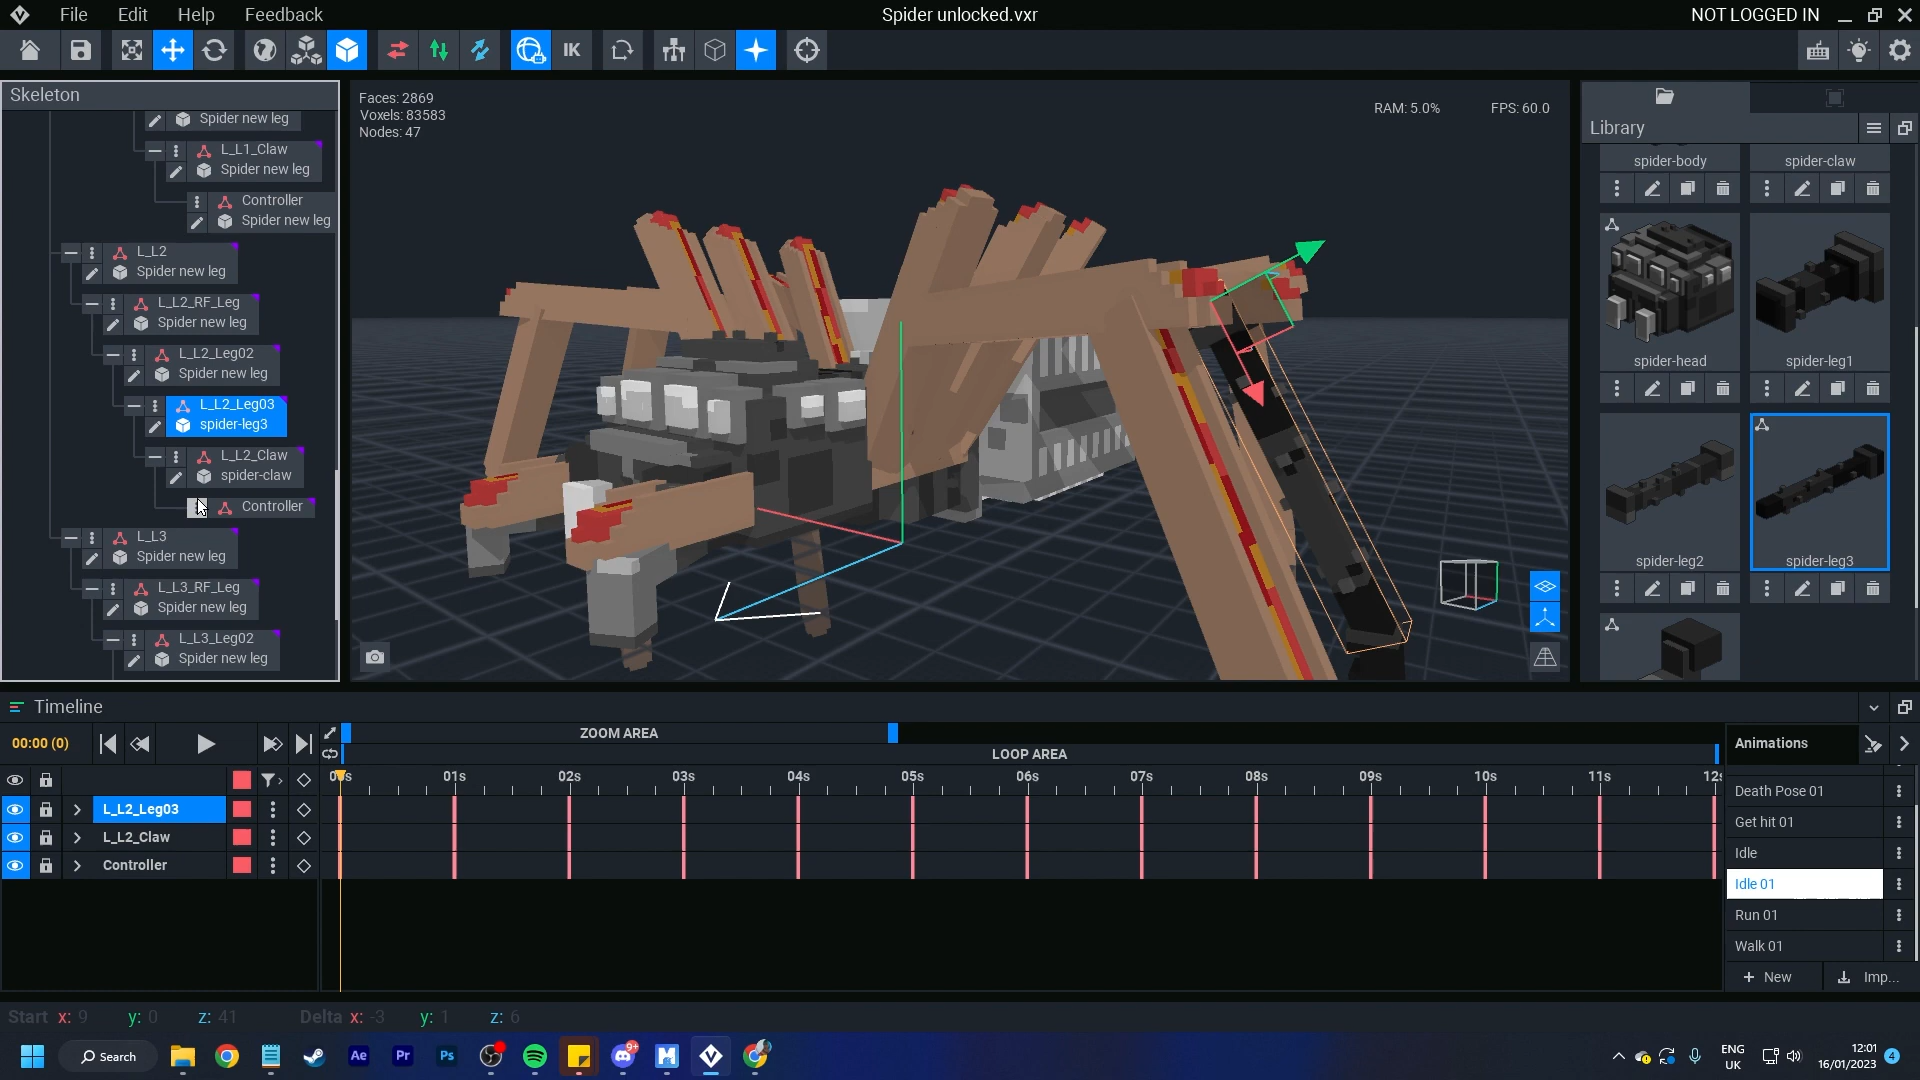 File Edit Help Feedback
Spider unlocked.vxr
NOT LOGGED IN
IK
Skeleton
Spider new leg
L_L1_Claw
Spider new leg
Controller
Spider new leg
L_L2
Spider new leg
L_L2_RF_Leg
Spider new leg
L_L2_Leg02
Spider new leg
L_L2_Leg03
spider-leg3
L_L2_Claw
spider-claw
Controller
L_L3
Spider new leg
L_L3_RF_Leg
Spider new leg
L_L3_Leg02
Spider new leg
Faces: 2869
Voxels: 83583
Nodes: 47
RAM: 5.0%
FPS: 60.0
Library
spider-body
spider-claw
spider-head
spider-leg1
spider-leg2
spider-leg3
Timeline
00:00 (0)
ZOOM AREA
LOOP AREA
01s 02s 03s 04s 05s 06s 07s 08s 09s 10s 11s
L_L2_Leg03
L_L2_Claw
Controller
Animations
Death Pose 01
Get hit 01
Idle
Idle 01
Run 01
Walk 01
+ New
Imp...
Start x: 9 y: 0 z: 41 Delta x: -3 y: 1 z: 6
Search
Ae
Pr
Ps
9+
ENG
UK
12:01
16/01/2023
4